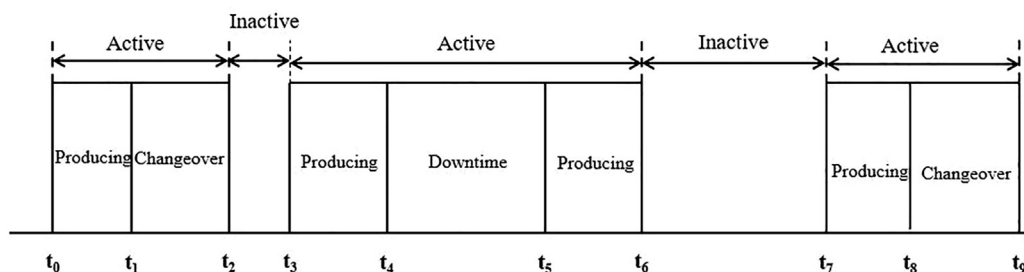 Inactive
Active Active Inactive Active
Producing Changeover Producing Downtime Producing Producing Changeover
t0 t1 t2 t3 t4 t5 t6 t7 t8 t9